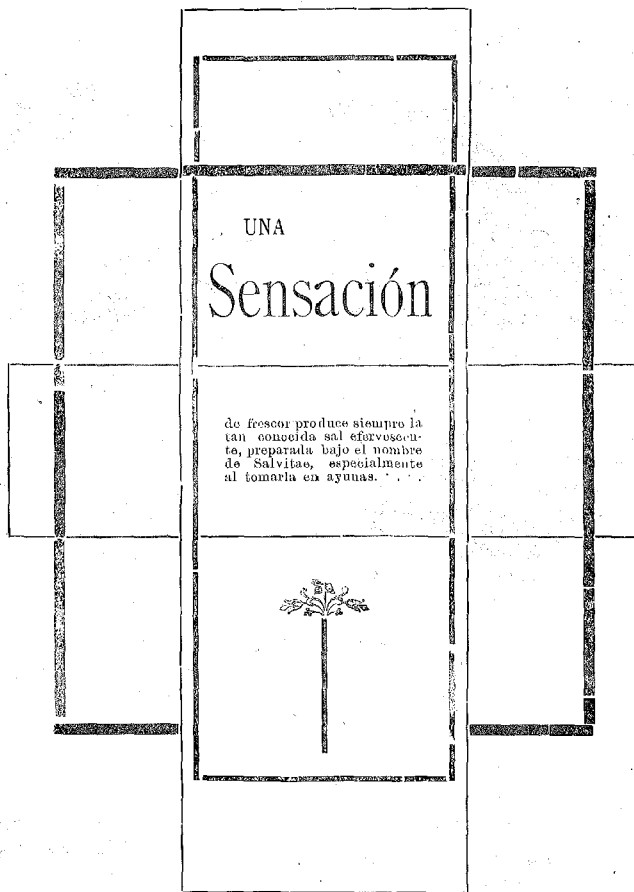 UNA
Sensación
de frescor produce siempre la
tan conocida sal efervescen-
te, preparada bajo el nombre
de Salvitae, especialmente
al tomarla en ayunas. . . .